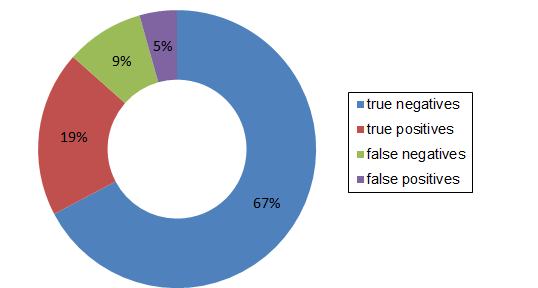 5%
9%
19%
67%
true negatives
true positives
false negatives
false positives